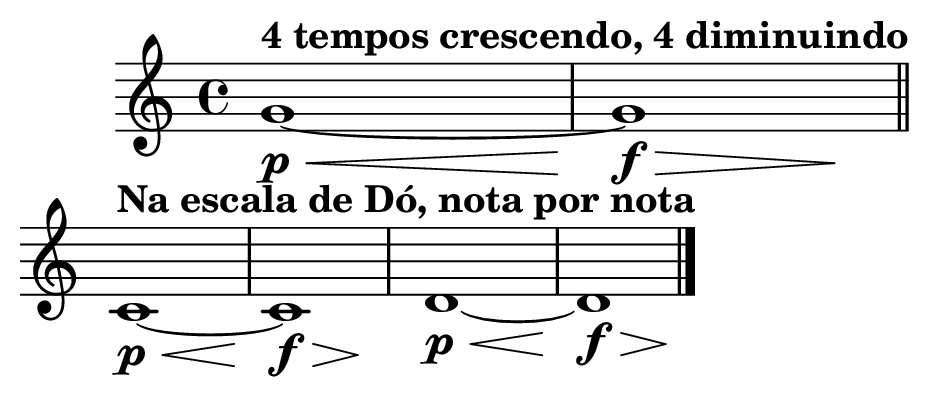 4 tempos crescendo, 4 diminuindo
p f
Na escala de Dó, nota por nota
p f p f